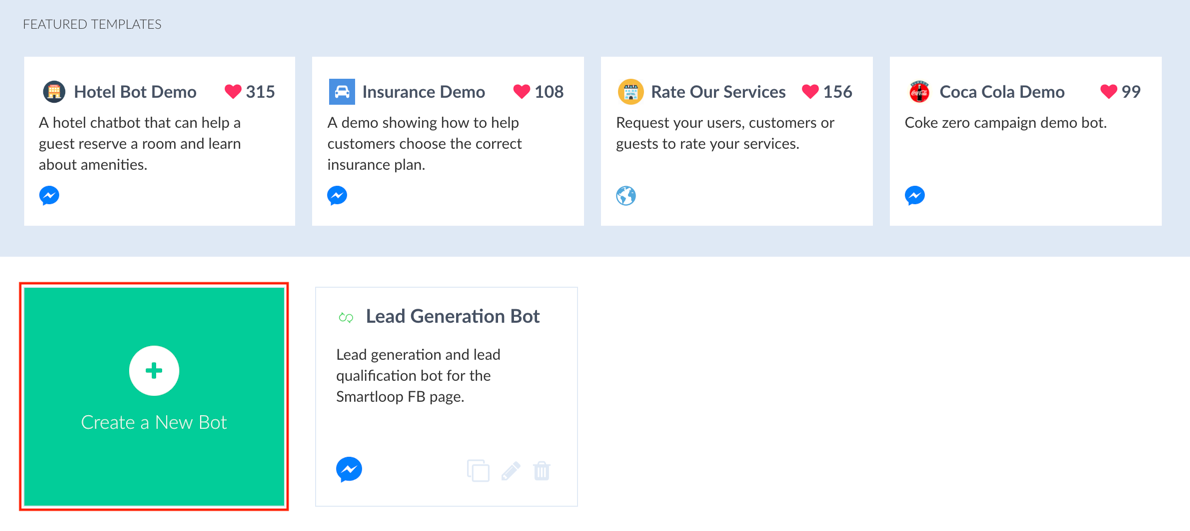 FEATURED TEMPLATES
Hotel Bot Demo 315
A hotel chatbot that can help a
guest reserve a room and learn
about amenities.
Insurance Demo 108
A demo showing how to help
customers choose the correct
insurance plan.
Rate Our Services 156
Request your users, customers or
guests to rate your services.
Coca Cola Demo 99
Coke zero campaign demo bot.
Create a New Bot
Lead Generation Bot
Lead generation and lead
qualification bot for the
Smartloop FB page.